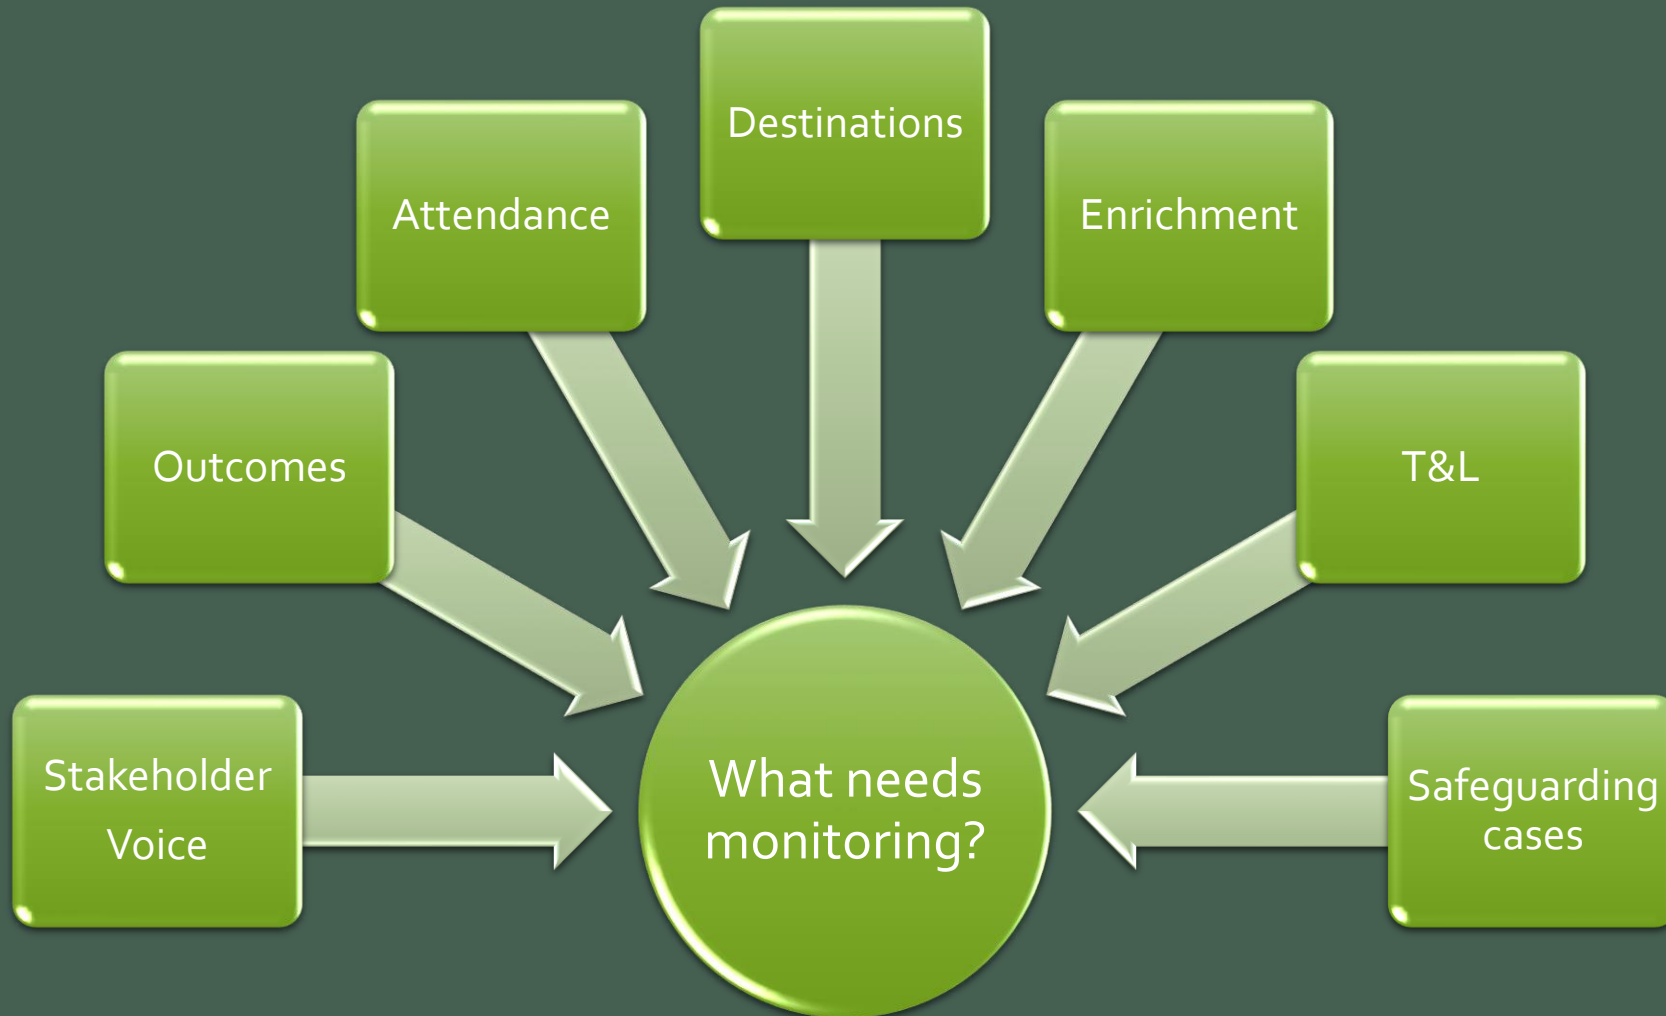 Destinations
Attendance
Enrichment
Outcomes
T&L
Stakeholder
Voice
What needs
monitoring?
Safeguarding
cases